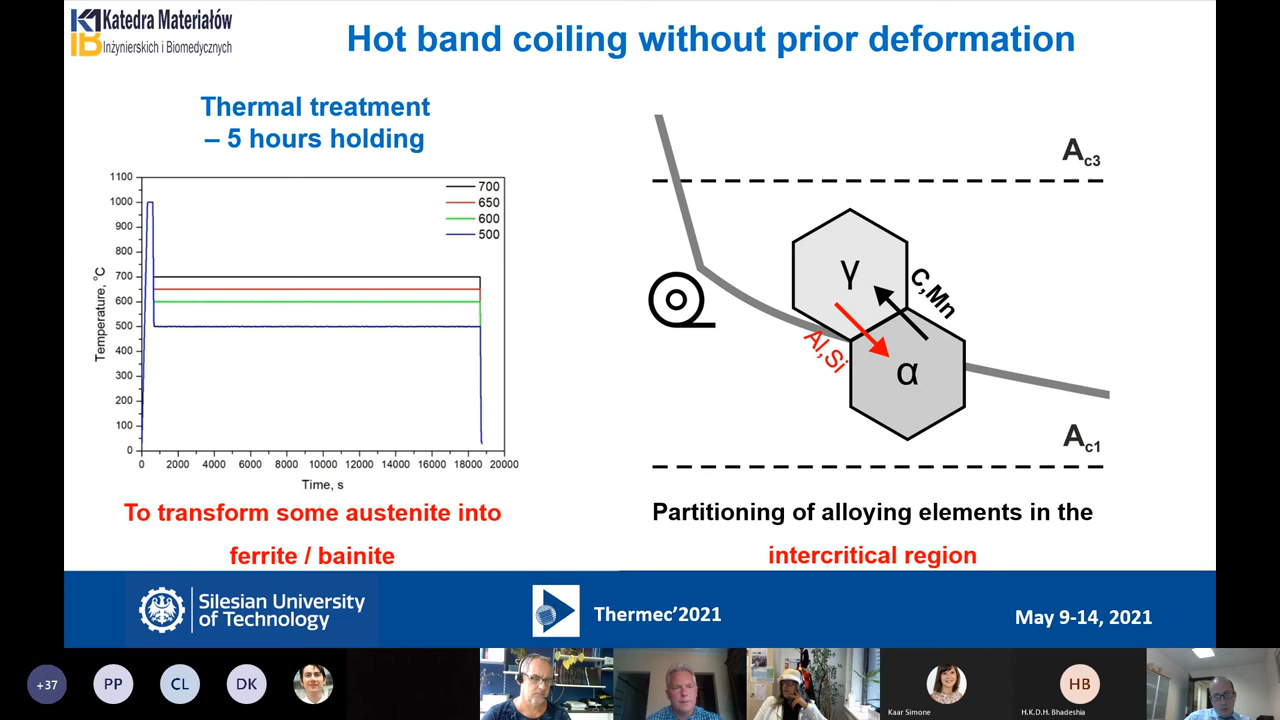 Katedra Materiałów
Inżynierskich i Biomedycznych
Hot band coiling without prior deformation
Thermal treatment
– 5 hours holding
1100
1000
900
800
700
600
500
400
300
200
100
0
Temperature, °C
700
650
600
500
0
2000
4000
6000
8000
10000
12000
14000
16000
18000
20000
Time, s
To transform some austenite into
ferrite / bainite
Ac3
γ
C,Mn
Al,Si
α
Ac1
Partitioning of alloying elements in the
intercritical region
Silesian University
of Technology
Thermec'2021
May 9-14, 2021
+37
PP
CL
DK
Kaar Simone
HB
H.K.D.H. Bhadeshia